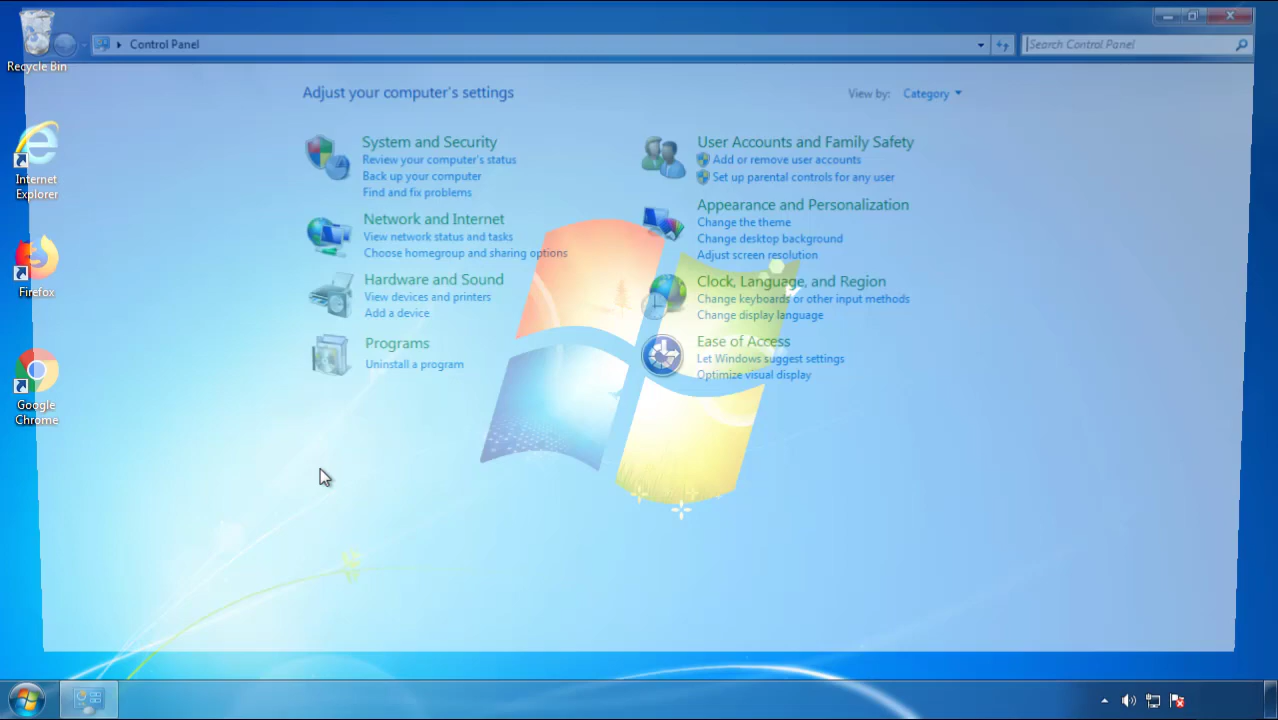 Recycle Bin
Internet
Explorer
Firefox
Google
Chrome
Control Panel
Search Control Panel
Adjust your computer's settings
View by: Category
System and Security
Review your computer's status
Back up your computer
Find and fix problems
Network and Internet
View network status and tasks
Choose homegroup and sharing options
Hardware and Sound
View devices and printers
Add a device
Programs
Uninstall a program
User Accounts and Family Safety
Add or remove user accounts
Set up parental controls for any user
Appearance and Personalization
Change the theme
Change desktop background
Adjust screen resolution
Clock, Language, and Region
Change keyboards or other input methods
Change display language
Ease of Access
Let Windows suggest settings
Optimize visual display